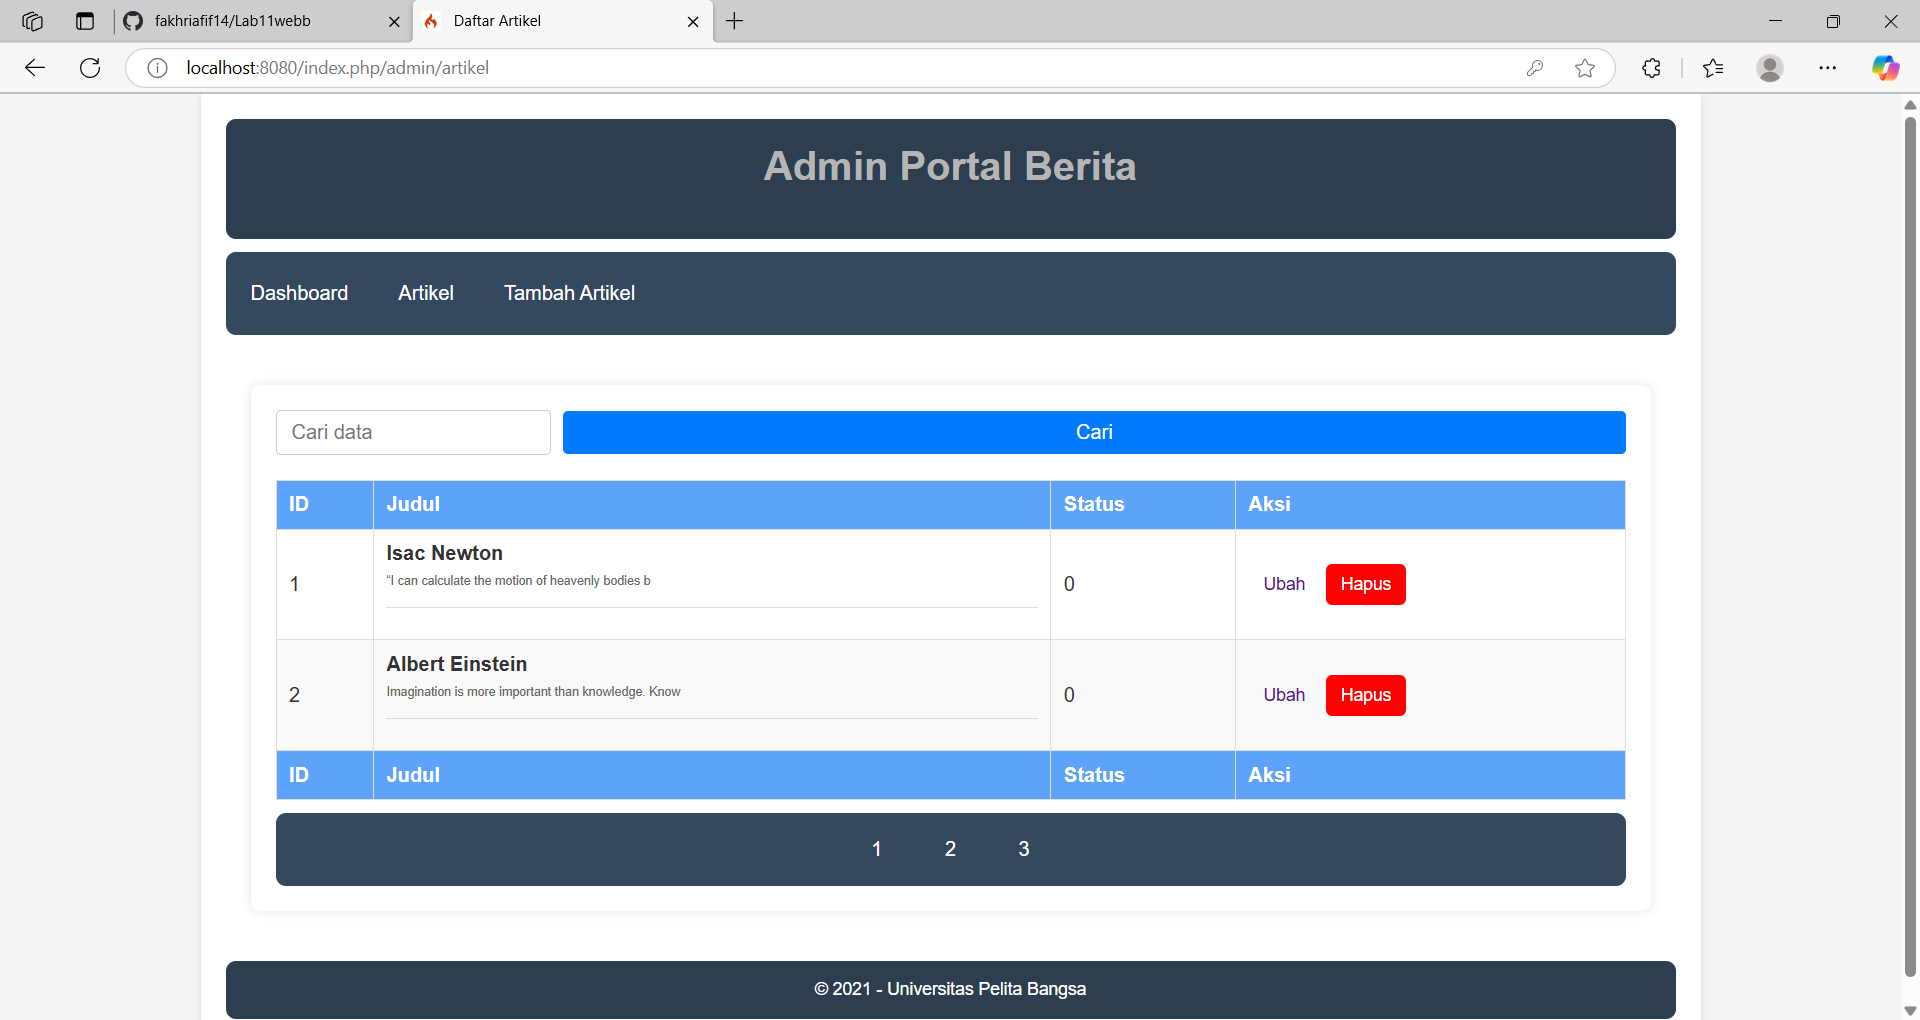 fakhriafif14/Lab11webb
Daftar Artikel
localhost:8080/index.php/admin/artikel
Admin Portal Berita
Dashboard Artikel Tambah Artikel
Cari data Cari
ID Judul Status Aksi
Isac Newton
1 “I can calculate the motion of heavenly bodies b 0 Ubah Hapus
Albert Einstein
2 Imagination is more important than knowledge. Know 0 Ubah Hapus
ID Judul Status Aksi
1 2 3
© 2021 - Universitas Pelita Bangsa